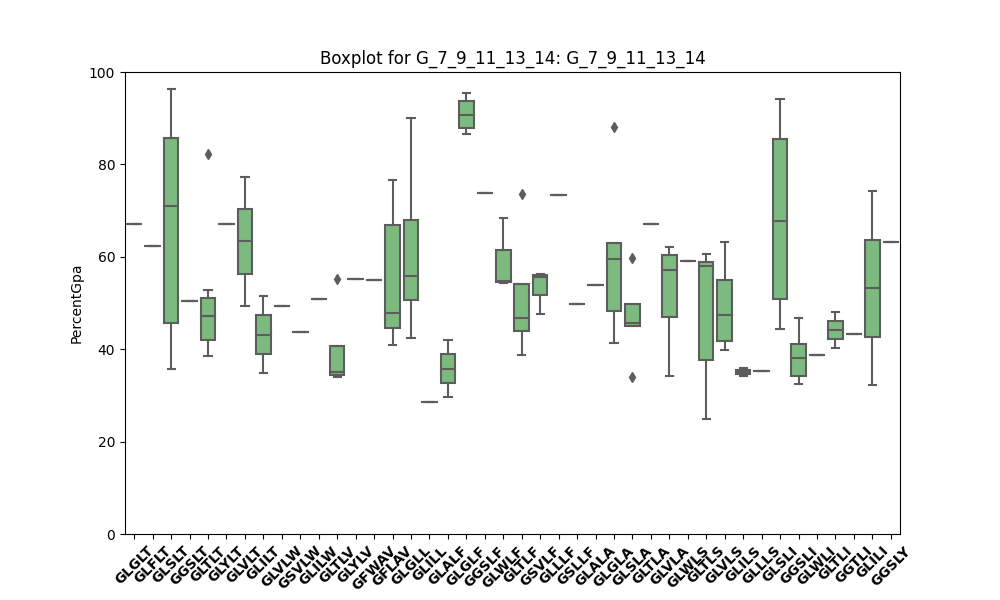 Boxplot for G_7_9_11_13_14: G_7_9_11_13_14
PercentGpa
100
80
60
40
20
0
GLGLT
GLFLT
GLSLT
GGSLT
GLTLT
GLYLT
GLVLT
GLILT
GLVLW
GSVLW
GLILW
GLTLV
GLYLV
GFWAV
GFLAV
GLGLL
GLILL
GLALF
GLGLF
GGSLF
GLWLF
GLTLF
GSVLF
GLLLF
GSLLF
GLALA
GLGLA
GLSLA
GLTLA
GLVLA
GLWLS
GLTLS
GLVLS
GLILS
GLLLS
GLSLI
GGSLI
GLWLI
GLTLI
GGTLI
GLILI
GGSLY